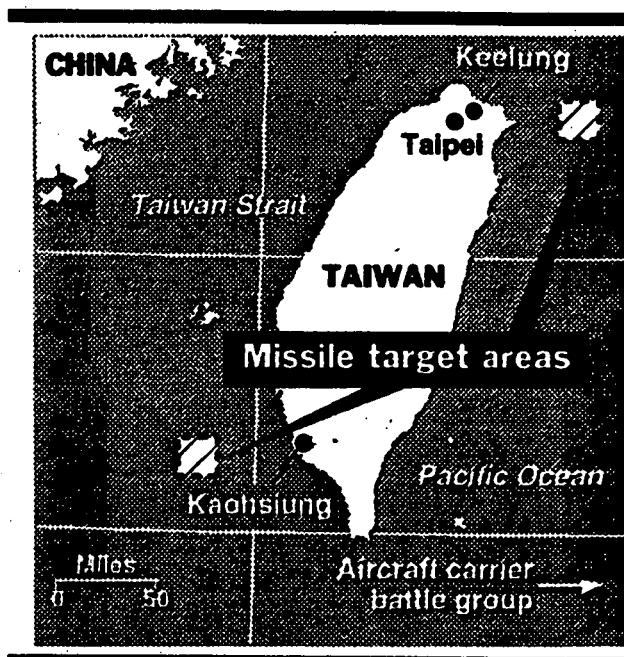 CHINA
Keelung
Taipei
Taiwan Strait
TAIWAN
Missile target areas
Pacific Ocean
Kaohsiung
Miles
0 50
Aircraft carrier
battle group